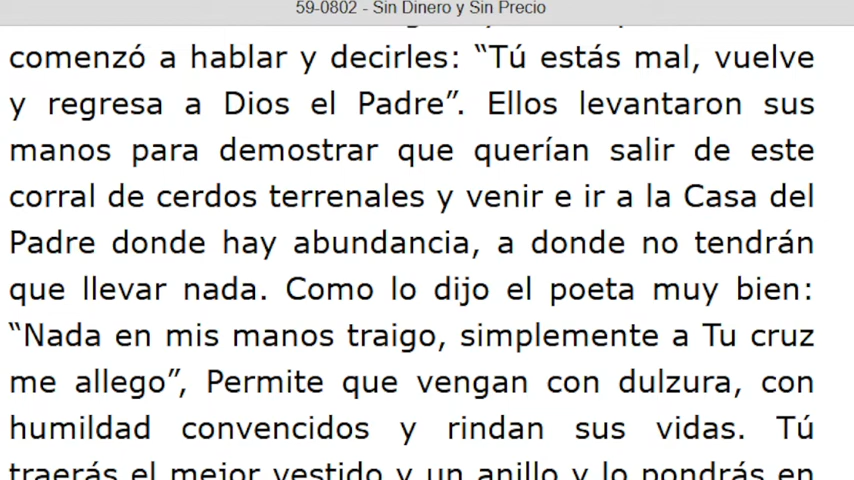 59-0802 - Sin Dinero y Sin Precio
comenzó a hablar y decirles: “Tú estás mal, vuelve
y regresa a Dios el Padre”. Ellos levantaron sus
manos para demostrar que querían salir de este
corral de cerdos terrenales y venir e ir a la Casa del
Padre donde hay abundancia, a donde no tendrán
que llevar nada. Como lo dijo el poeta muy bien:
“Nada en mis manos traigo, simplemente a Tu cruz
me allego”, Permite que vengan con dulzura, con
humildad convencidos y rindan sus vidas. Tú
traerás el mejor vestido y un anillo y lo pondrás en